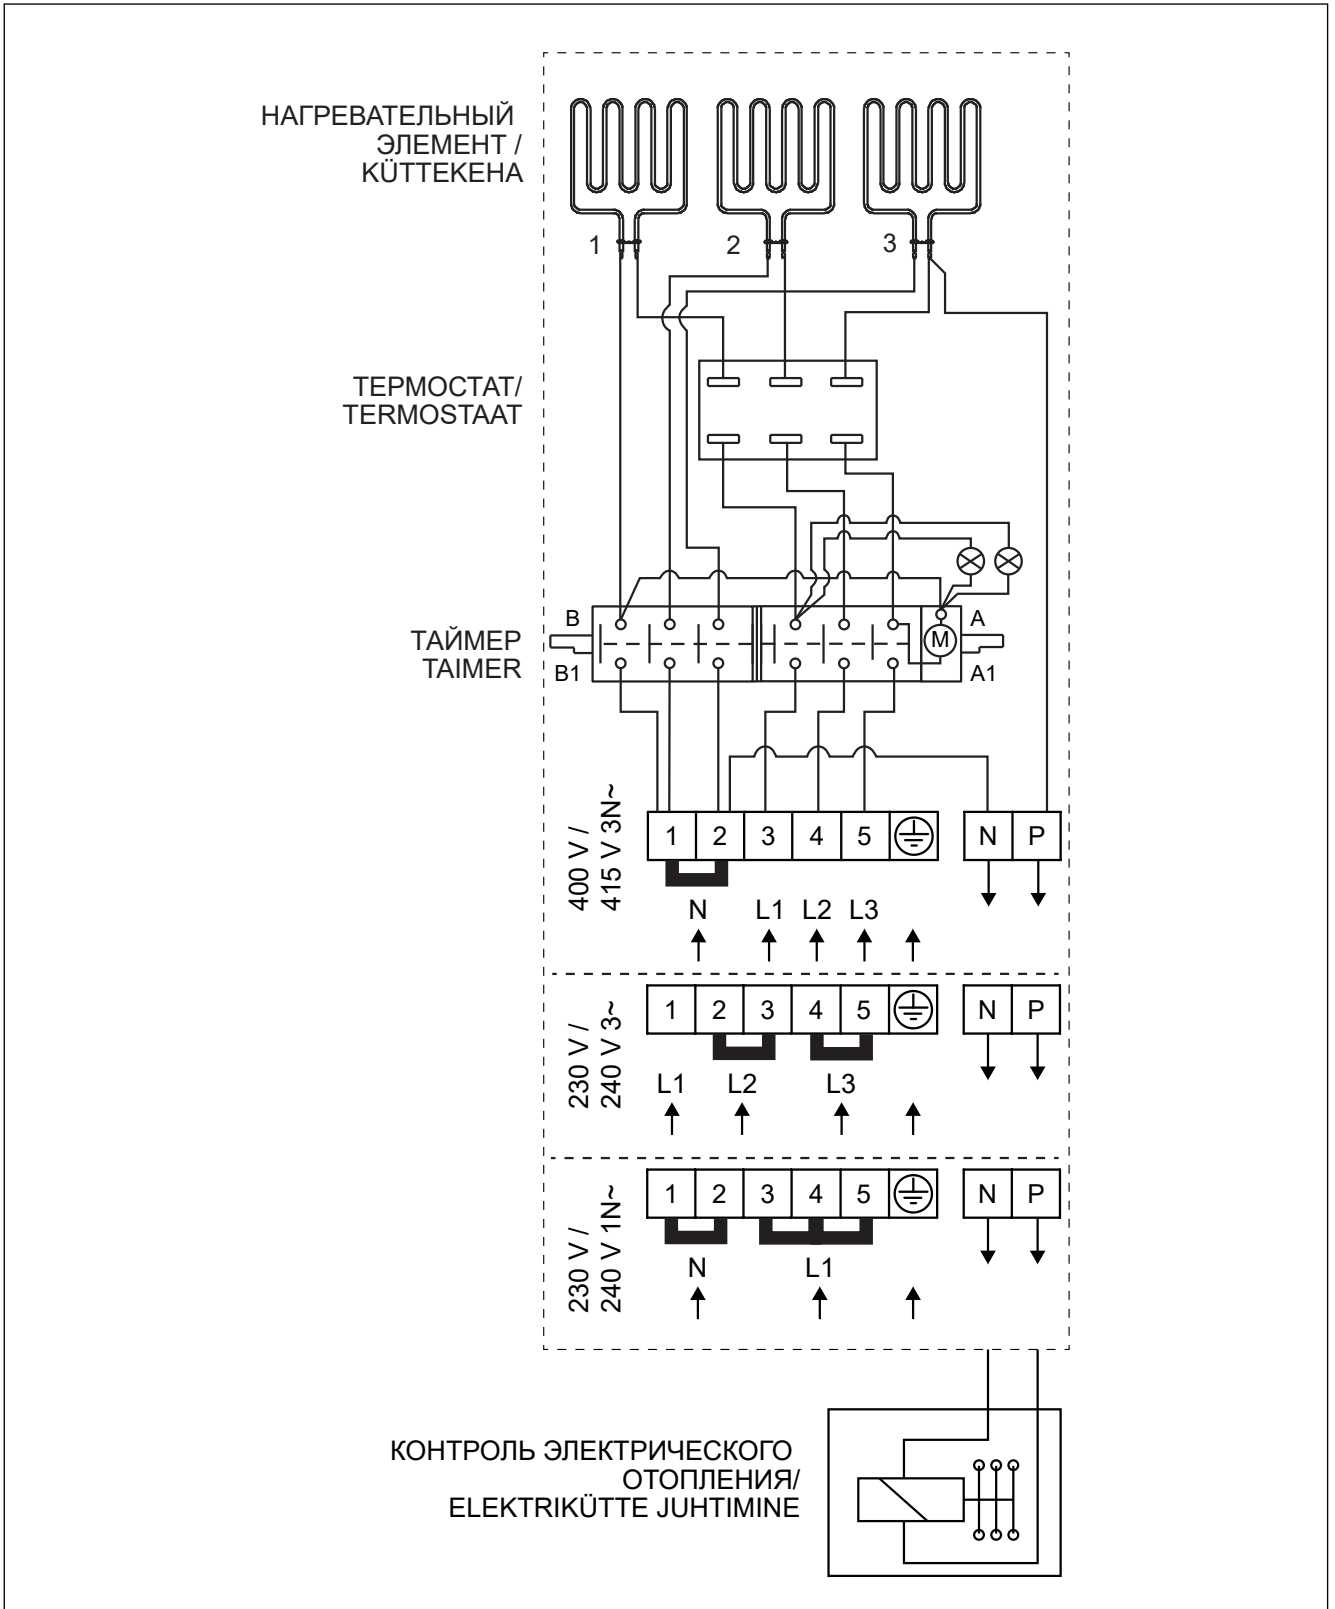 НАГРЕВАТЕЛЬНЫЙ
ЭЛЕМЕНТ /
KÜTTEKEHA
1
2
3
ТЕРМОСТАТ/
TERMOSTAAT
B
M
A
ТАЙМЕР
TAIMER
B1
A1
400 V /
415 V 3N~
1 2 3 4 5 N P
N L1 L2 L3
230 V /
240 V 3~
1 2 3 4 5 N P
L1 L2 L3
230 V /
240 V 1N~
1 2 3 4 5 N P
N L1
КОНТРОЛЬ ЭЛЕКТРИЧЕСКОГО
ОТОПЛЕНИЯ/
ELEKTRIKÜTTE JUHTIMINE